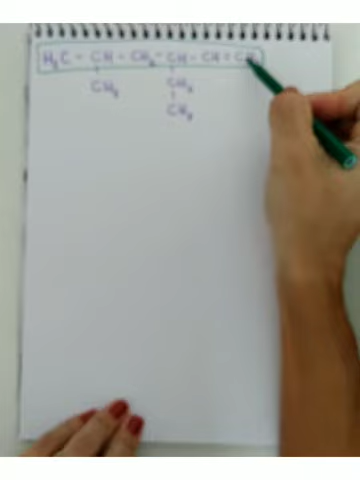 H₃C - CH - CH₂ - CH - CH = CH₂
CH₃ CH₂
CH₃